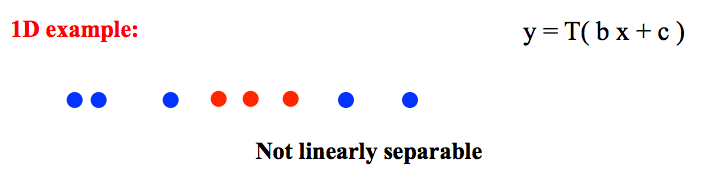 1D example:
y = T( b x + c )
Not linearly separable